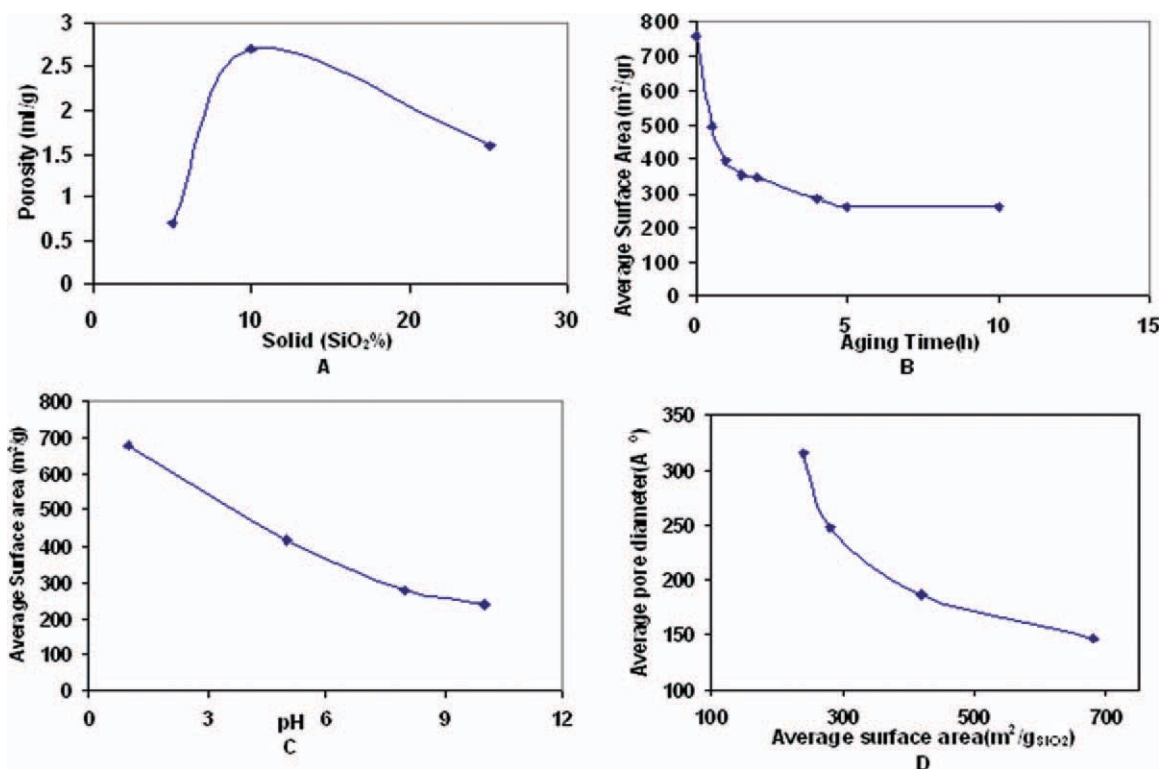 Porosity (ml/g)
3
2.5
2
1.5
1
0.5
0
0 10 20 30
Solid (SiO₂%)
A
Average Surface Area (m²/gr)
800
700
600
500
400
300
200
100
0
0 5 10 15
Aging Time(h)
B
Average Surface area (m²/g)
800
700
600
500
400
300
200
100
0
0 3 6 9 12
pH
C
Average pore diameter(A °)
350
300
250
200
150
100
100 300 500 700
Average surface area(m²/gSIO2)
D